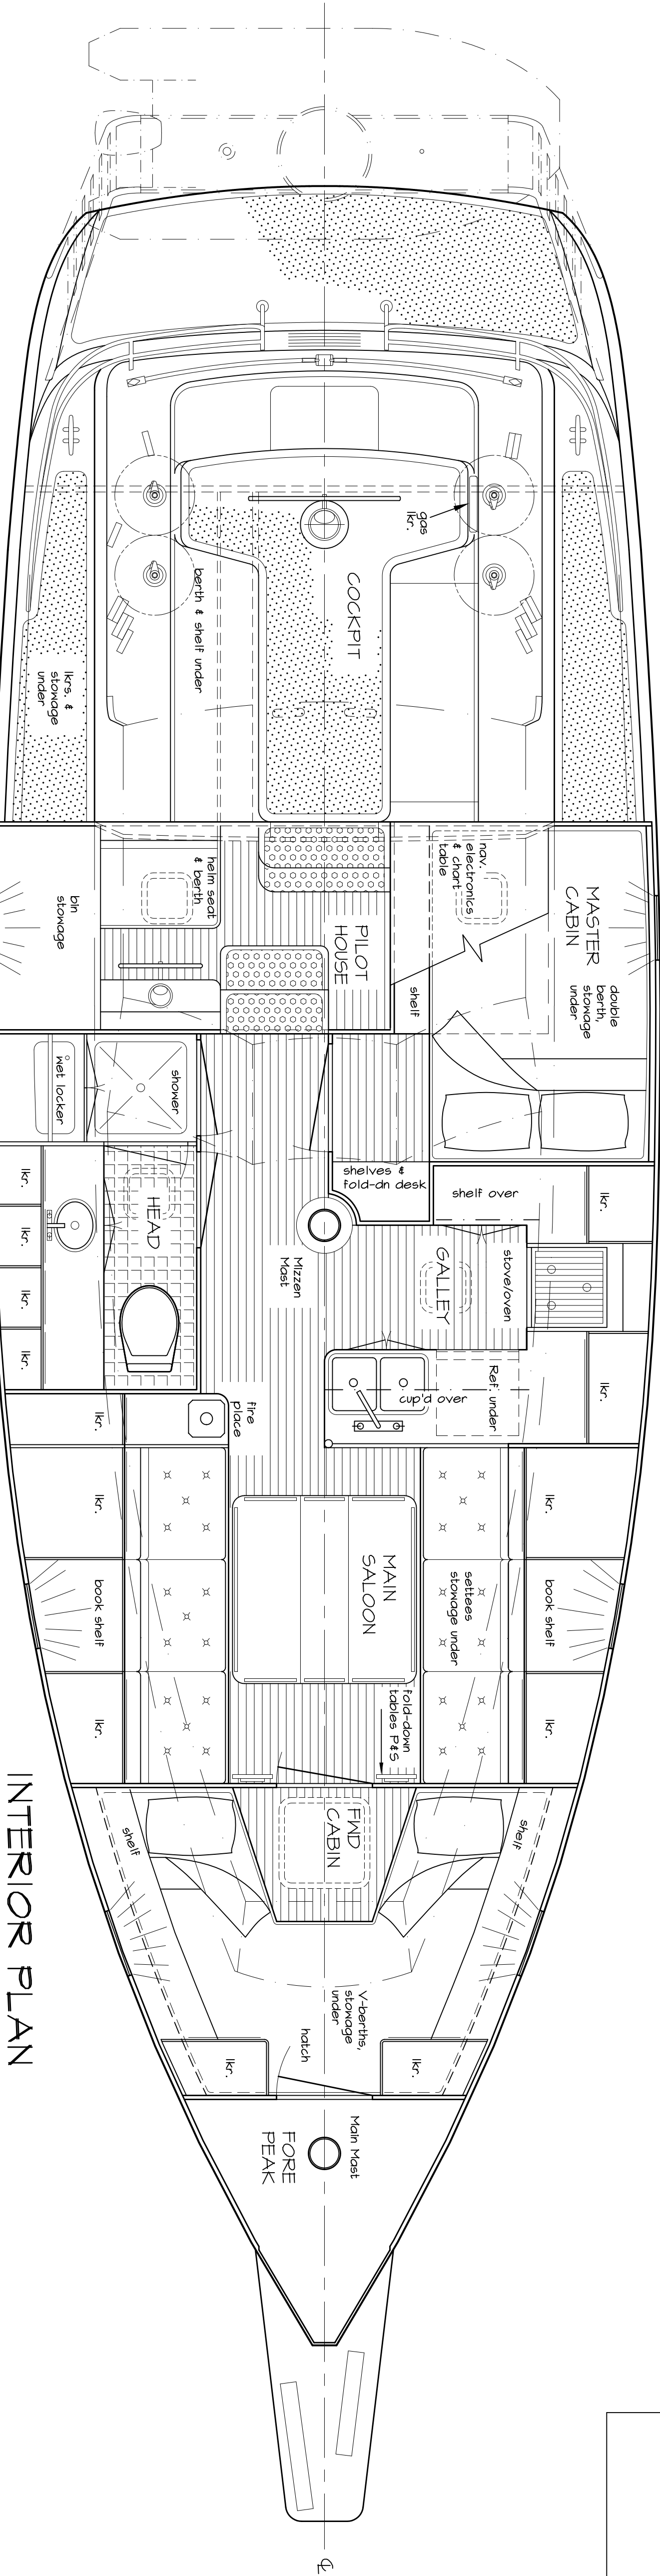 gas
lkr.
COCKPIT
berth & shelf under
lkrs. &
stowage
under
helm seat
& berth
nav.
electronics
& chart
table
MASTER
CABIN
double
berth,
stowage
under
PILOT
HOUSE
bin
stowage
shelf
wet locker
shower
shelves &
fold-dn desk
shelf over
lkr.
lkr.
lkr.
lkr.
lkr.
HEAD
Mizzen
Mast
GALLEY
stove/oven
Ref. under
cup'd over
lkr.
fire
place
lkr.
lkr.
lkr.
MAIN
SALOON
settees
stowage under
book shelf
book shelf
fold-down
tables P&S
lkr.
lkr.
FWD
CABIN
shelf
shelf
V-berths,
stowage
under
hatch
lkr.
lkr.
Main Mast
FORE
PEAK
INTERIOR PLAN
℄